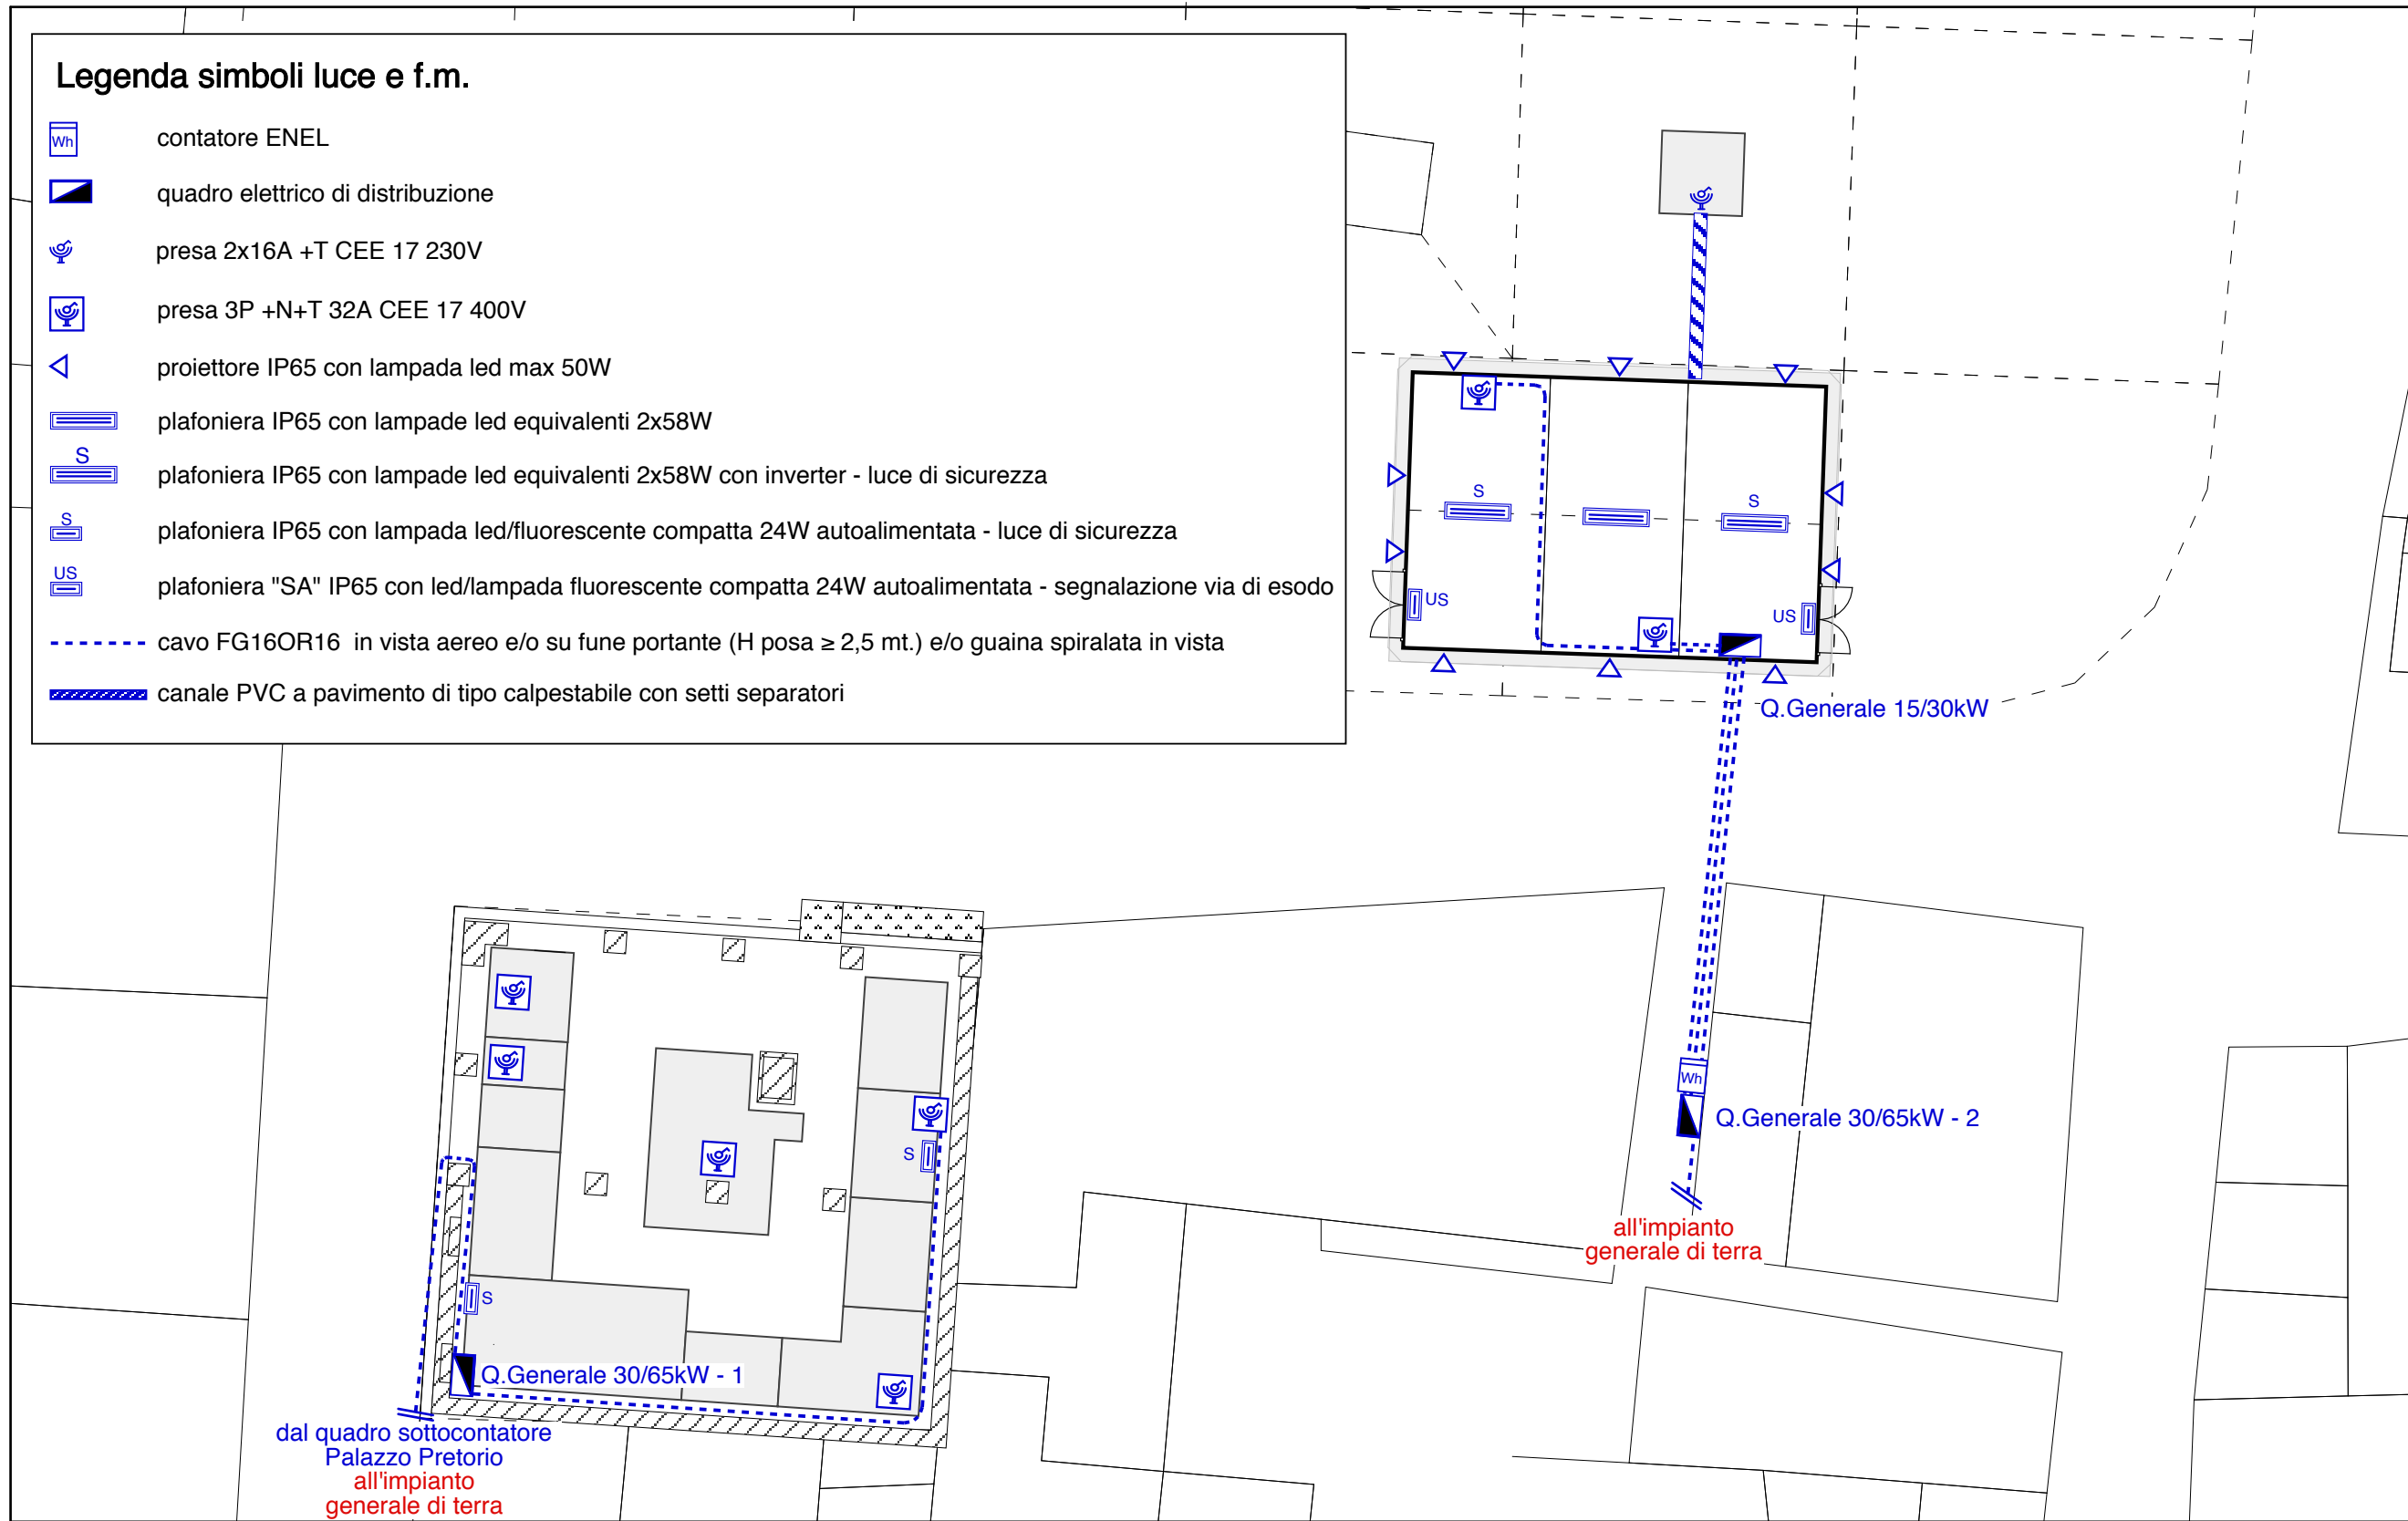 Legenda simboli luce e f.m.
Wh
contatore ENEL
quadro elettrico di distribuzione
presa 2x16A +T CEE 17 230V
presa 3P +N+T 32A CEE 17 400V
proiettore IP65 con lampada led max 50W
plafoniera IP65 con lampade led equivalenti 2x58W
S
plafoniera IP65 con lampade led equivalenti 2x58W con inverter - luce di sicurezza
S
plafoniera IP65 con lampada led/fluorescente compatta 24W autoalimentata - luce di sicurezza
US
plafoniera "SA" IP65 con led/lampada fluorescente compatta 24W autoalimentata - segnalazione via di esodo
cavo FG16OR16 in vista aereo e/o su fune portante (H posa ≥ 2,5 mt.) e/o guaina spiralata in vista
canale PVC a pavimento di tipo calpestabile con setti separatori
S
S
US
US
Q.Generale 15/30kW
Wh
Q.Generale 30/65kW - 2
all'impianto
generale di terra
S
S
Q.Generale 30/65kW - 1
dal quadro sottocontatore
Palazzo Pretorio
all'impianto
generale di terra